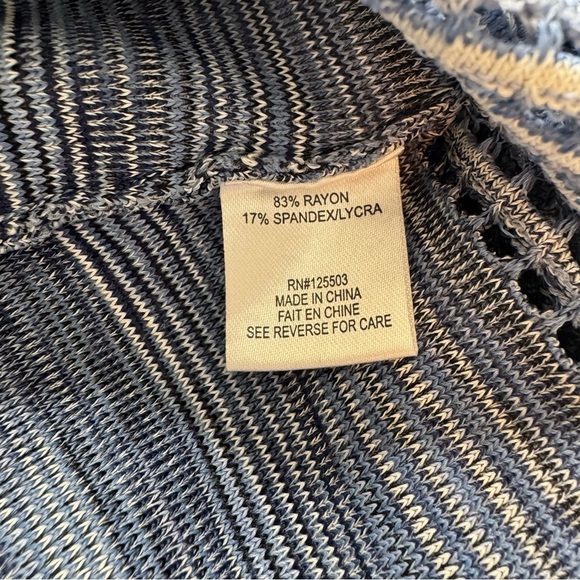 83% RAYON
17% SPANDEX/LYCRA
RN#125503
MADE IN CHINA
FAIT EN CHINE
SEE REVERSE FOR CARE